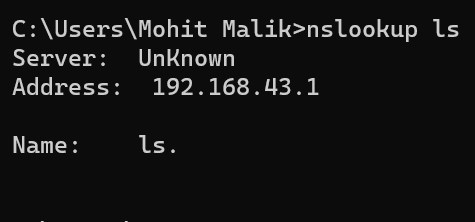 C:\Users\Mohit Malik>nslookup ls
Server:  UnKnown
Address:  192.168.43.1
Name:    ls.